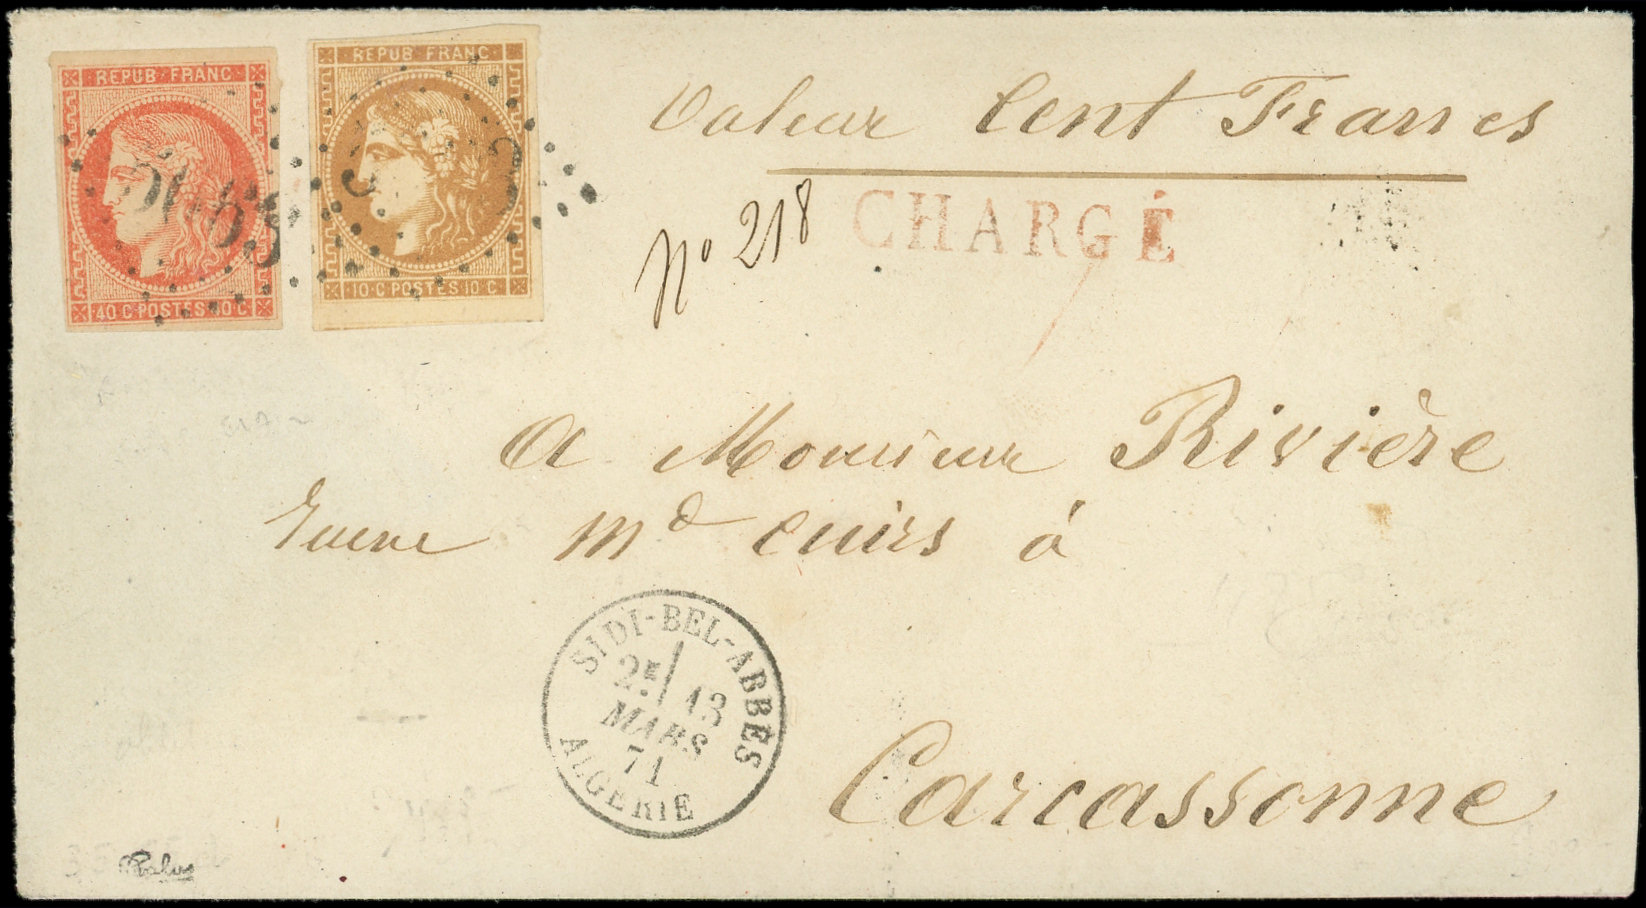 REPUB·FRANC·
40·C·POSTES·40·C·
REPUB·FRANC·
10·C·POSTES·10·C·
Valeur Cent Francs
CHARGÉ
N° 218
A Monsieur Rivière
md cuirs à
SIDI-BEL-ABBÈS
2E 13
MARS
71
ALGERIE
Carcassonne